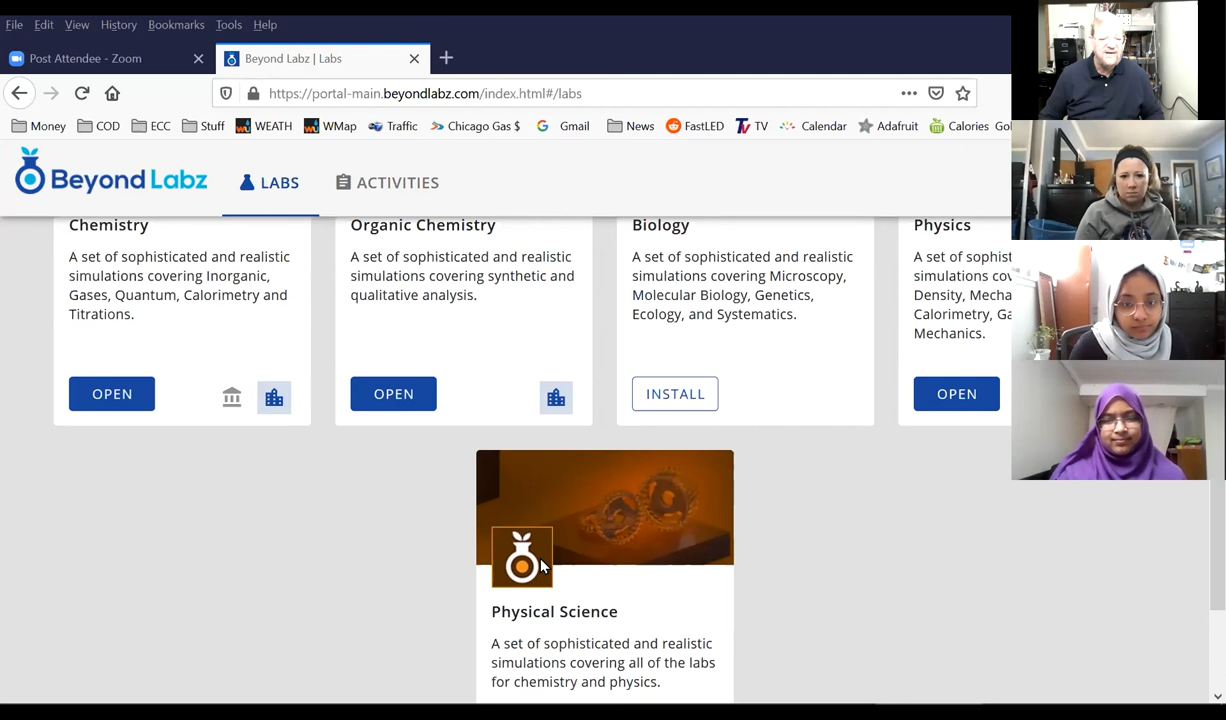 File Edit View History Bookmarks Tools Help
Post Attendee - Zoom
Beyond Labz | Labs
https://portal-main.beyondlabz.com/index.html#/labs
Money COD ECC Stuff WEATH WMap Traffic Chicago Gas $ Gmail News FastLED TV Calendar Adafruit Calories Gol
Beyond Labz
LABS
ACTIVITIES
Chemistry
A set of sophisticated and realistic
simulations covering Inorganic,
Gases, Quantum, Calorimetry and
Titrations.
OPEN
Organic Chemistry
A set of sophisticated and realistic
simulations covering synthetic and
qualitative analysis.
OPEN
Biology
A set of sophisticated and realistic
simulations covering Microscopy,
Molecular Biology, Genetics,
Ecology, and Systematics.
INSTALL
Physics
A set of sophisti
simulations cov
Density, Mecha
Calorimetry, Ga
Mechanics.
OPEN
Physical Science
A set of sophisticated and realistic
simulations covering all of the labs
for chemistry and physics.